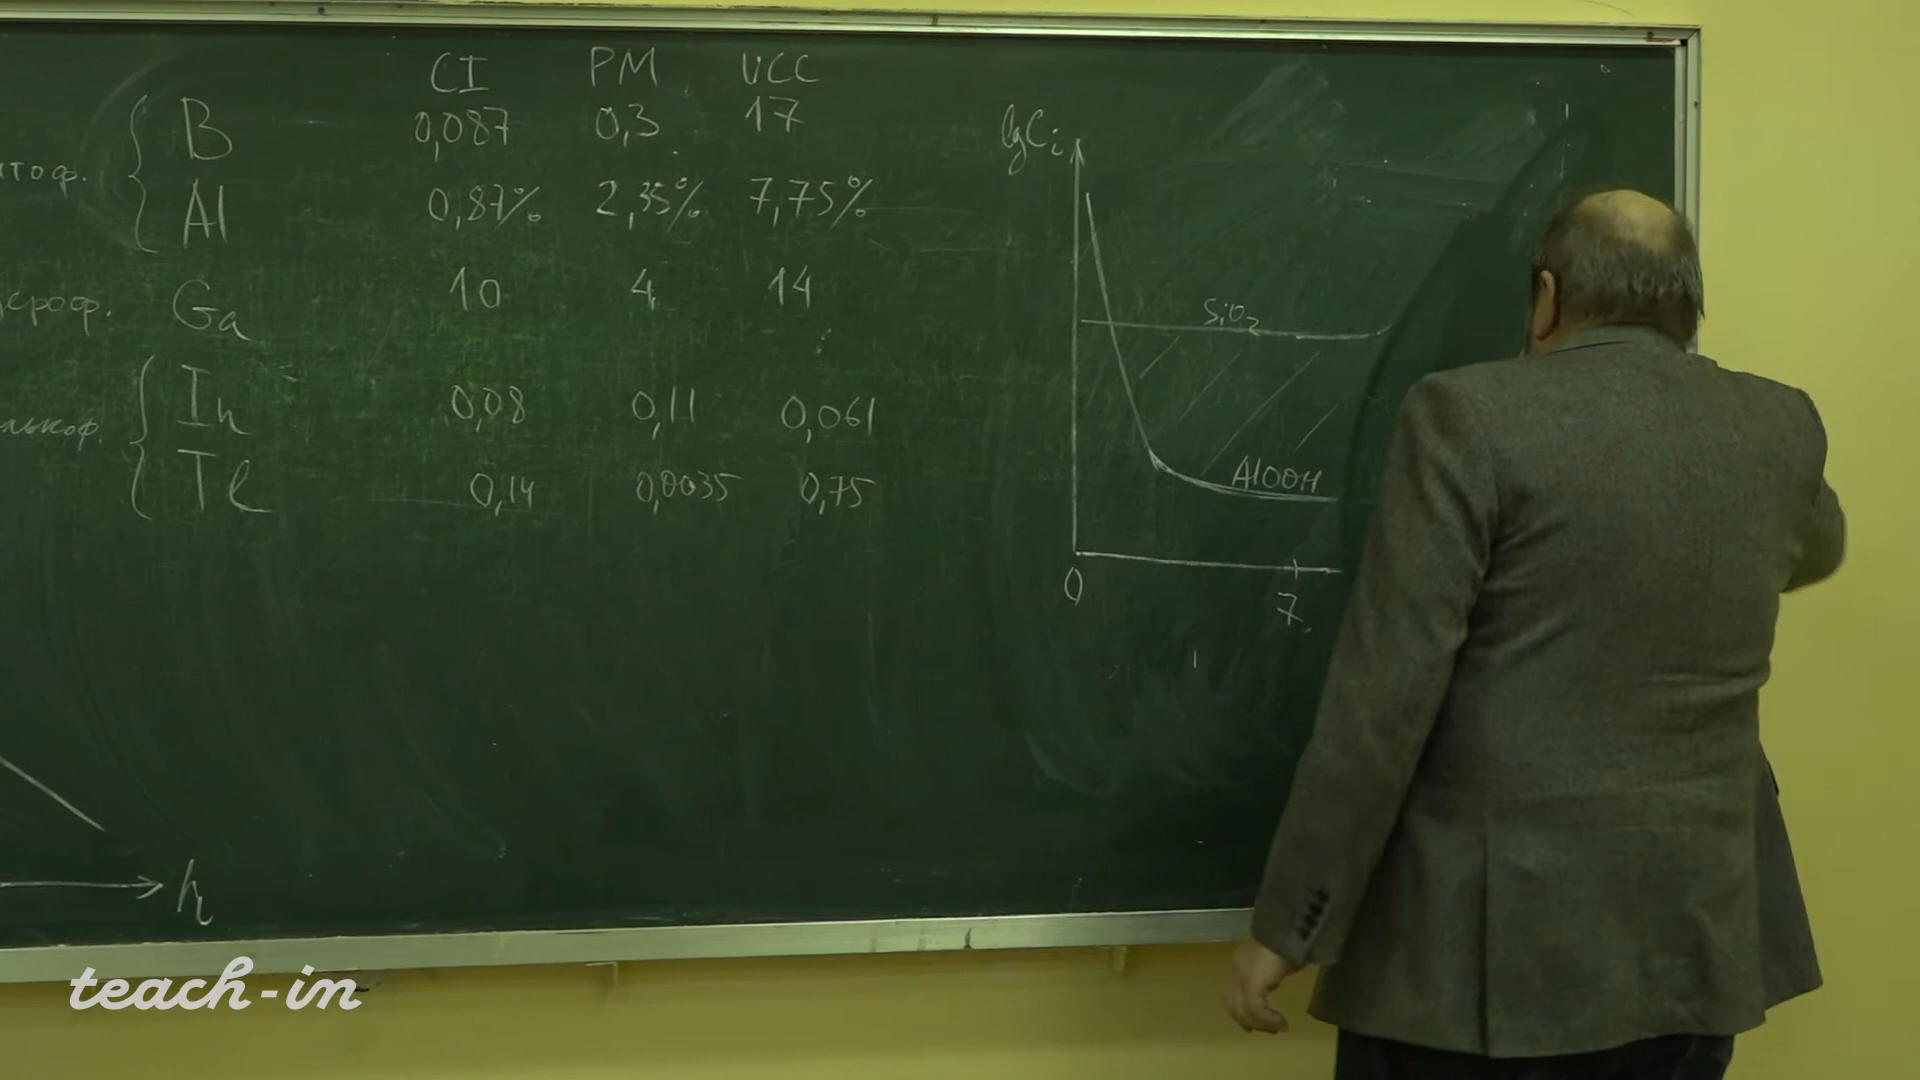 CI PM UCC
B 0,087 0,3 17
Al 0,87% 2,35% 7,75%
Ga 10 4 14
In 0,08 0,11 0,061
Tl 0,14 0,0035 0,75
lgCi
SiO2
AlOOH
0 7
h
teach-in